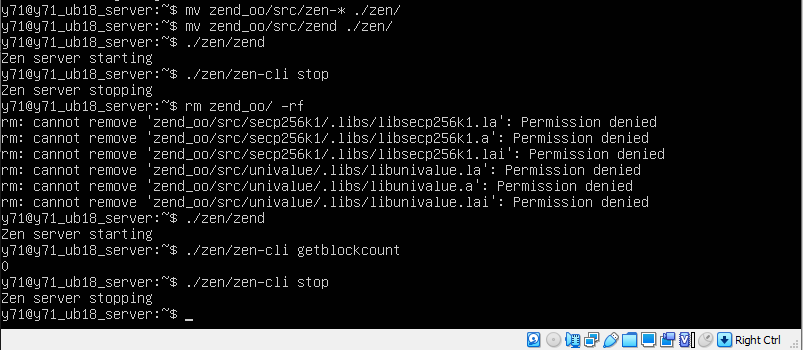 y71@y71_ub18_server:~$ mv zend_oo/src/zen-* ./zen/
y71@y71_ub18_server:~$ mv zend_oo/src/zend ./zen/
y71@y71_ub18_server:~$ ./zen/zend
Zen server starting
y71@y71_ub18_server:~$ ./zen/zen-cli stop
Zen server stopping
y71@y71_ub18_server:~$ rm zend_oo/ -rf
rm: cannot remove 'zend_oo/src/secp256k1/.libs/libsecp256k1.la': Permission denied
rm: cannot remove 'zend_oo/src/secp256k1/.libs/libsecp256k1.a': Permission denied
rm: cannot remove 'zend_oo/src/secp256k1/.libs/libsecp256k1.lai': Permission denied
rm: cannot remove 'zend_oo/src/univalue/.libs/libunivalue.la': Permission denied
rm: cannot remove 'zend_oo/src/univalue/.libs/libunivalue.a': Permission denied
rm: cannot remove 'zend_oo/src/univalue/.libs/libunivalue.lai': Permission denied
y71@y71_ub18_server:~$ ./zen/zend
Zen server starting
y71@y71_ub18_server:~$ ./zen/zen-cli getblockcount
0
y71@y71_ub18_server:~$ ./zen/zen-cli stop
Zen server stopping
y71@y71_ub18_server:~$ _
Right Ctrl